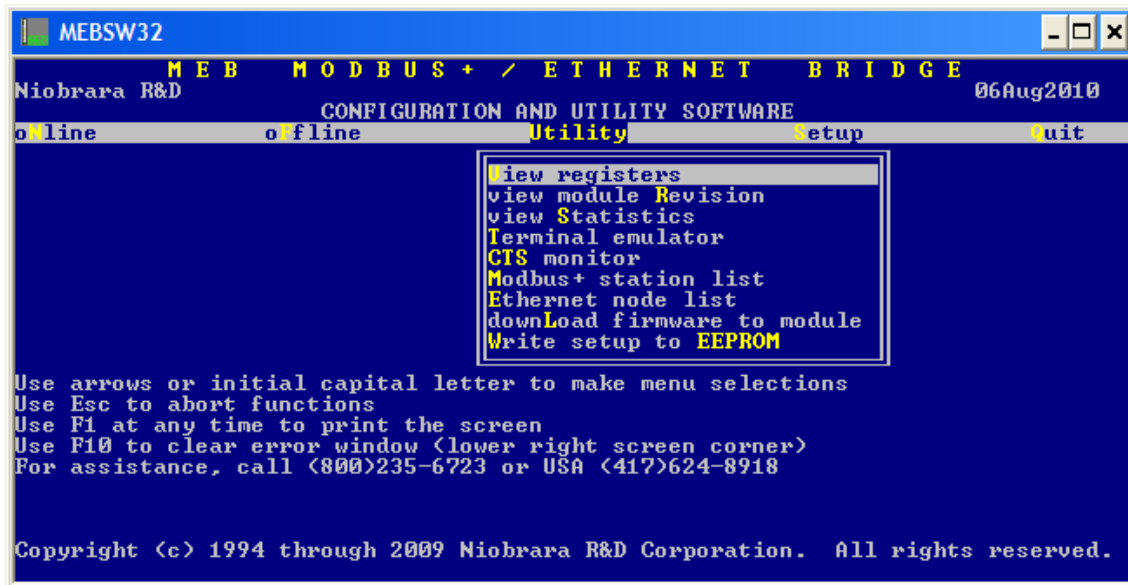 MEBSW32
MEB MODBUS+ / ETHERNET BRIDGE
Niobrara R&D 06Aug2010
CONFIGURATION AND UTILITY SOFTWARE
oNline oFfline Utility Setup Quit
View registers
view module Revision
view Statistics
Terminal emulator
CTS monitor
Modbus+ station list
Ethernet node list
downLoad firmware to module
Write setup to EEPROM
Use arrows or initial capital letter to make menu selections
Use Esc to abort functions
Use F1 at any time to print the screen
Use F10 to clear error window (lower right screen corner)
For assistance, call (800)235-6723 or USA (417)624-8918
Copyright (c) 1994 through 2009 Niobrara R&D Corporation. All rights reserved.